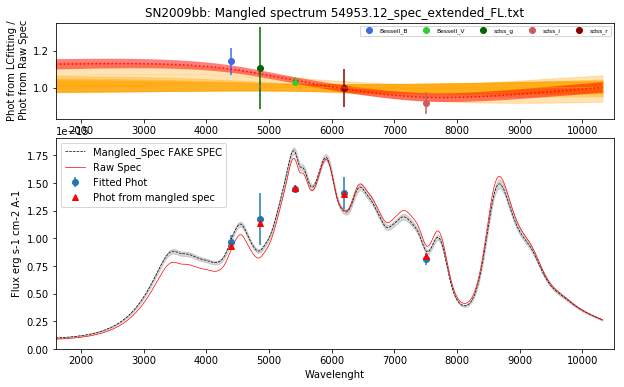 SN2009bb: Mangled spectrum 54953.12_spec_extended_FL.txt
Phot from LCfitting /
Phot from Raw Spec
1.2
1.0
Bessell_B
Bessell_V
sdss_g
sdss_i
sdss_r
2000 3000 4000 5000 6000 7000 8000 9000 10000
Flux erg s-1 cm-2 A-1
1.75
1.50
1.25
1.00
0.75
0.50
0.25
0.00
Mangled_Spec FAKE SPEC
Raw Spec
Fitted Phot
Phot from mangled spec
2000 3000 4000 5000 6000 7000 8000 9000 10000
Wavelenght